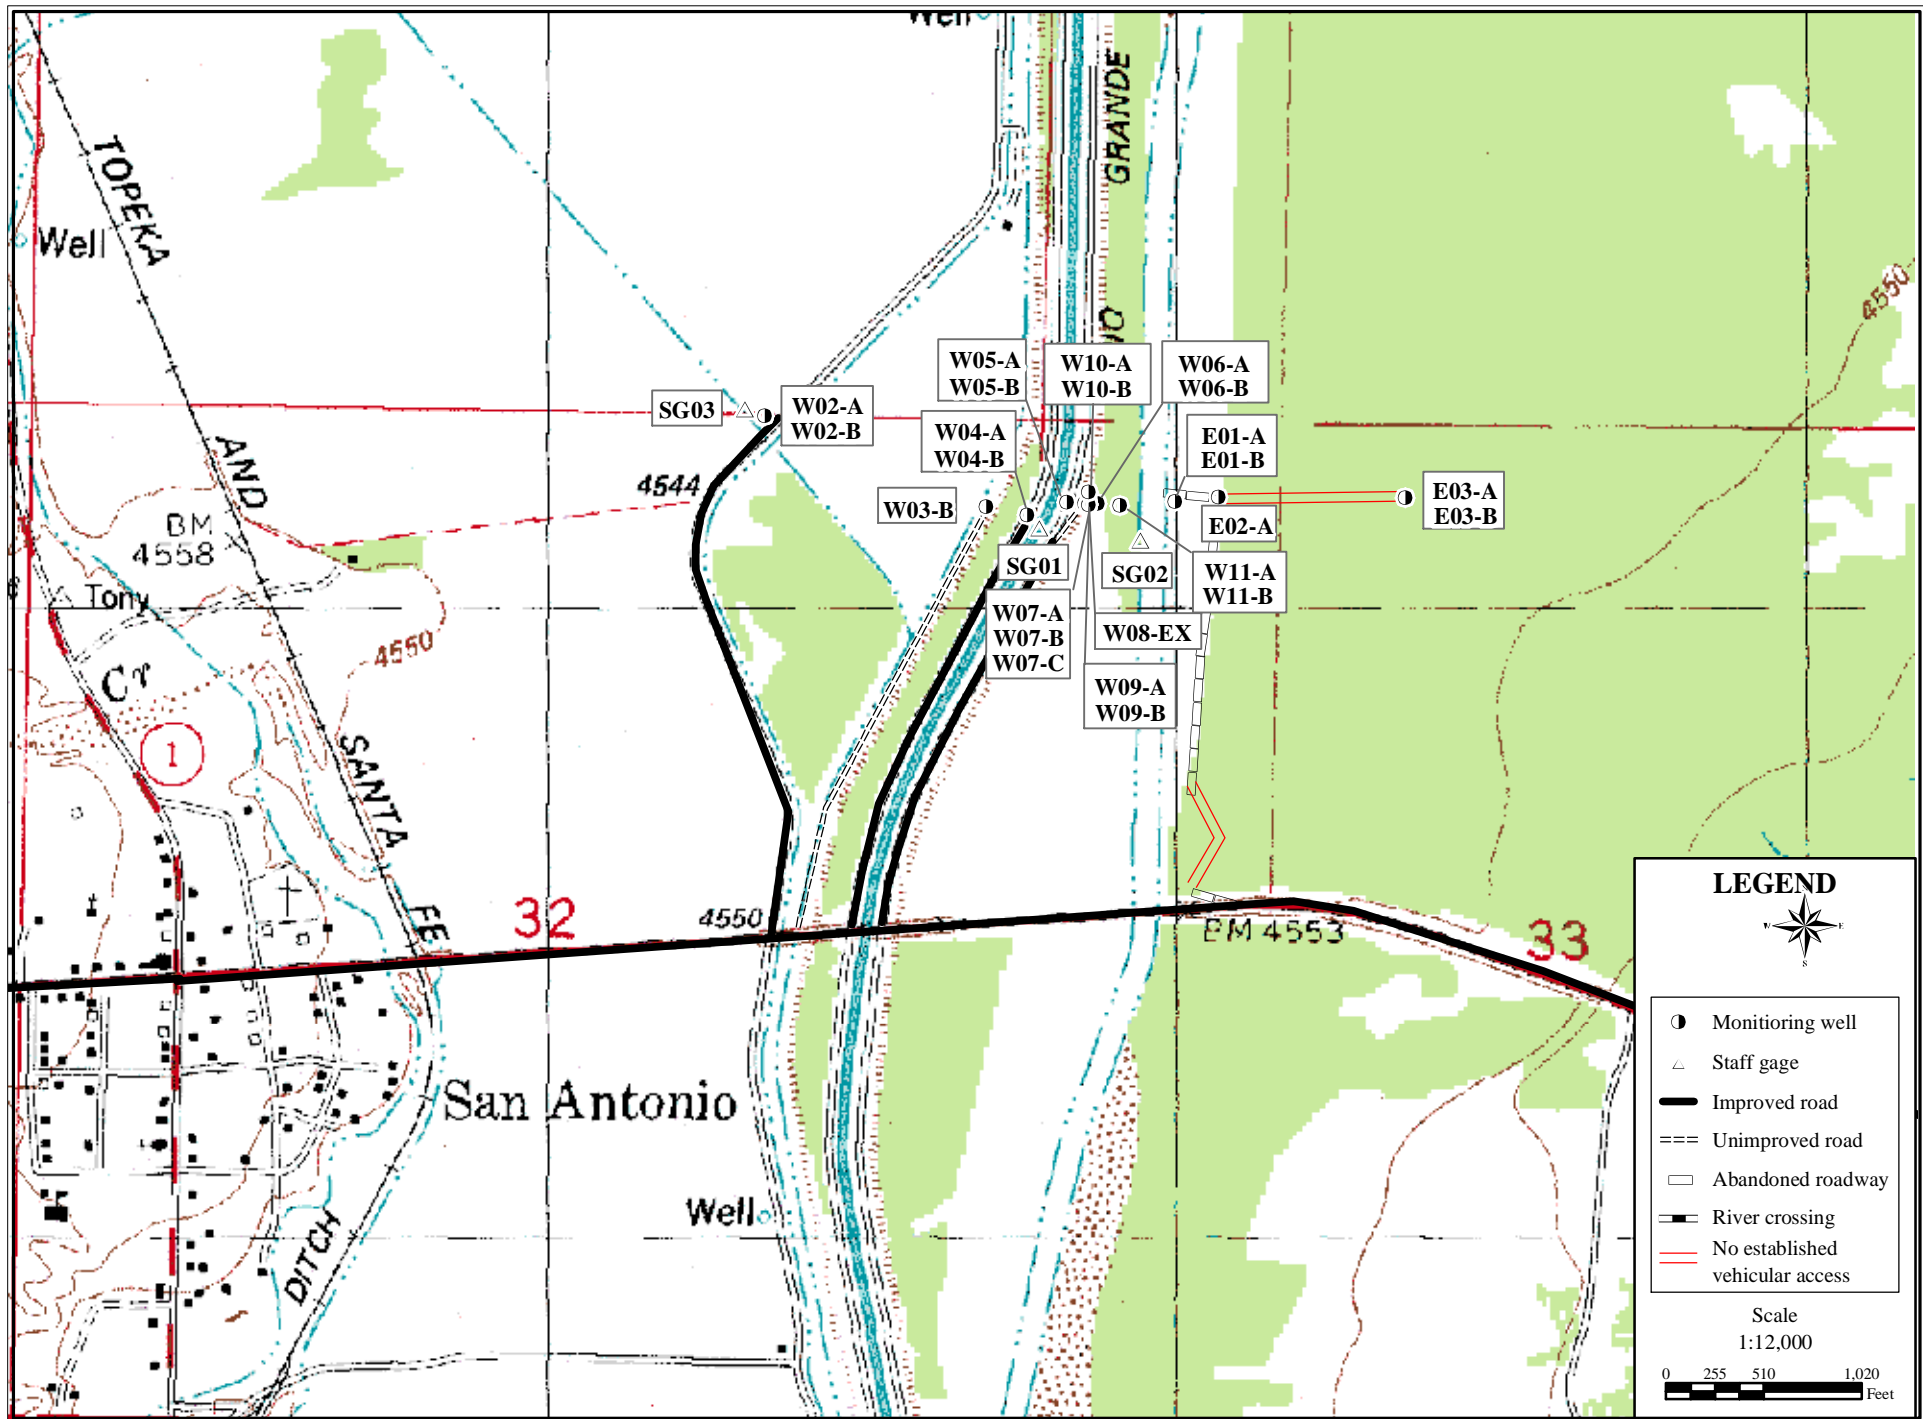 Well
GRANDE
TOPEKA
Well
4550
IO
W05-A
W05-B
W10-A
W10-B
W06-A
W06-B
SG03
W02-A
W02-B
W04-A
W04-B
E01-A
E01-B
AND
4544
W03-B
E03-A
E03-B
BM
4558
E02-A
SG01
SG02
W11-A
W11-B
Tony
W07-A
W07-B
W07-C
W08-EX
4550
Cr
W09-A
W09-B
1
SANTA
FE
32
4550
BM 4553
33
San Antonio
Well
DITCH
LEGEND
N
W
E
S
Monitioring well
Staff gage
Improved road
Unimproved road
Abandoned roadway
River crossing
No established
vehicular access
Scale
1:12,000
0 255 510 1,020
Feet